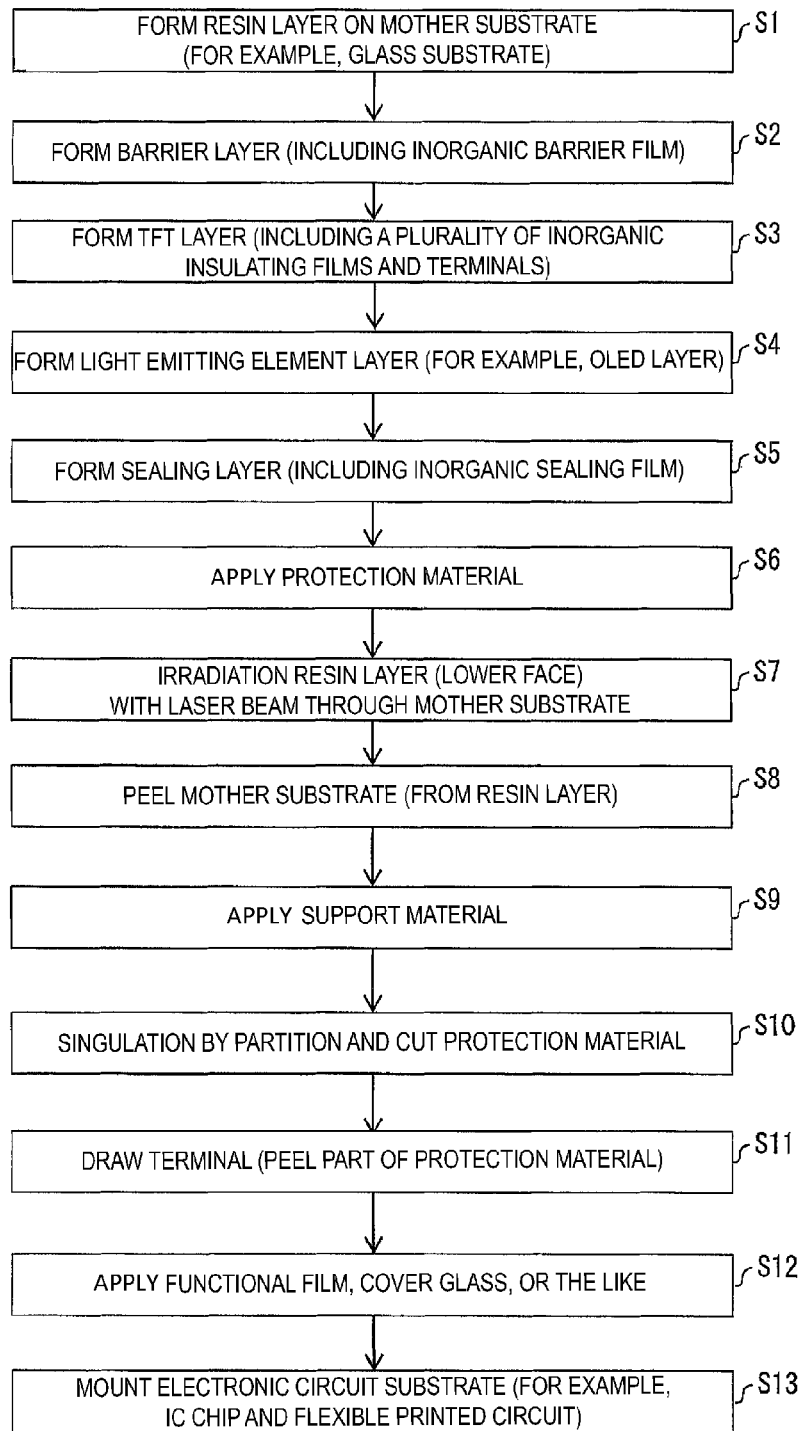 FORM RESIN LAYER ON MOTHER SUBSTRATE
(FOR EXAMPLE, GLASS SUBSTRATE)
S1
FORM BARRIER LAYER (INCLUDING INORGANIC BARRIER FILM)
S2
FORM TFT LAYER (INCLUDING A PLURALITY OF INORGANIC
INSULATING FILMS AND TERMINALS)
S3
FORM LIGHT EMITTING ELEMENT LAYER (FOR EXAMPLE, OLED LAYER)
S4
FORM SEALING LAYER (INCLUDING INORGANIC SEALING FILM)
S5
APPLY PROTECTION MATERIAL
S6
IRRADIATION RESIN LAYER (LOWER FACE)
WITH LASER BEAM THROUGH MOTHER SUBSTRATE
S7
PEEL MOTHER SUBSTRATE (FROM RESIN LAYER)
S8
APPLY SUPPORT MATERIAL
S9
SINGULATION BY PARTITION AND CUT PROTECTION MATERIAL
S10
DRAW TERMINAL (PEEL PART OF PROTECTION MATERIAL)
S11
APPLY FUNCTIONAL FILM, COVER GLASS, OR THE LIKE
S12
MOUNT ELECTRONIC CIRCUIT SUBSTRATE (FOR EXAMPLE,
IC CHIP AND FLEXIBLE PRINTED CIRCUIT)
S13